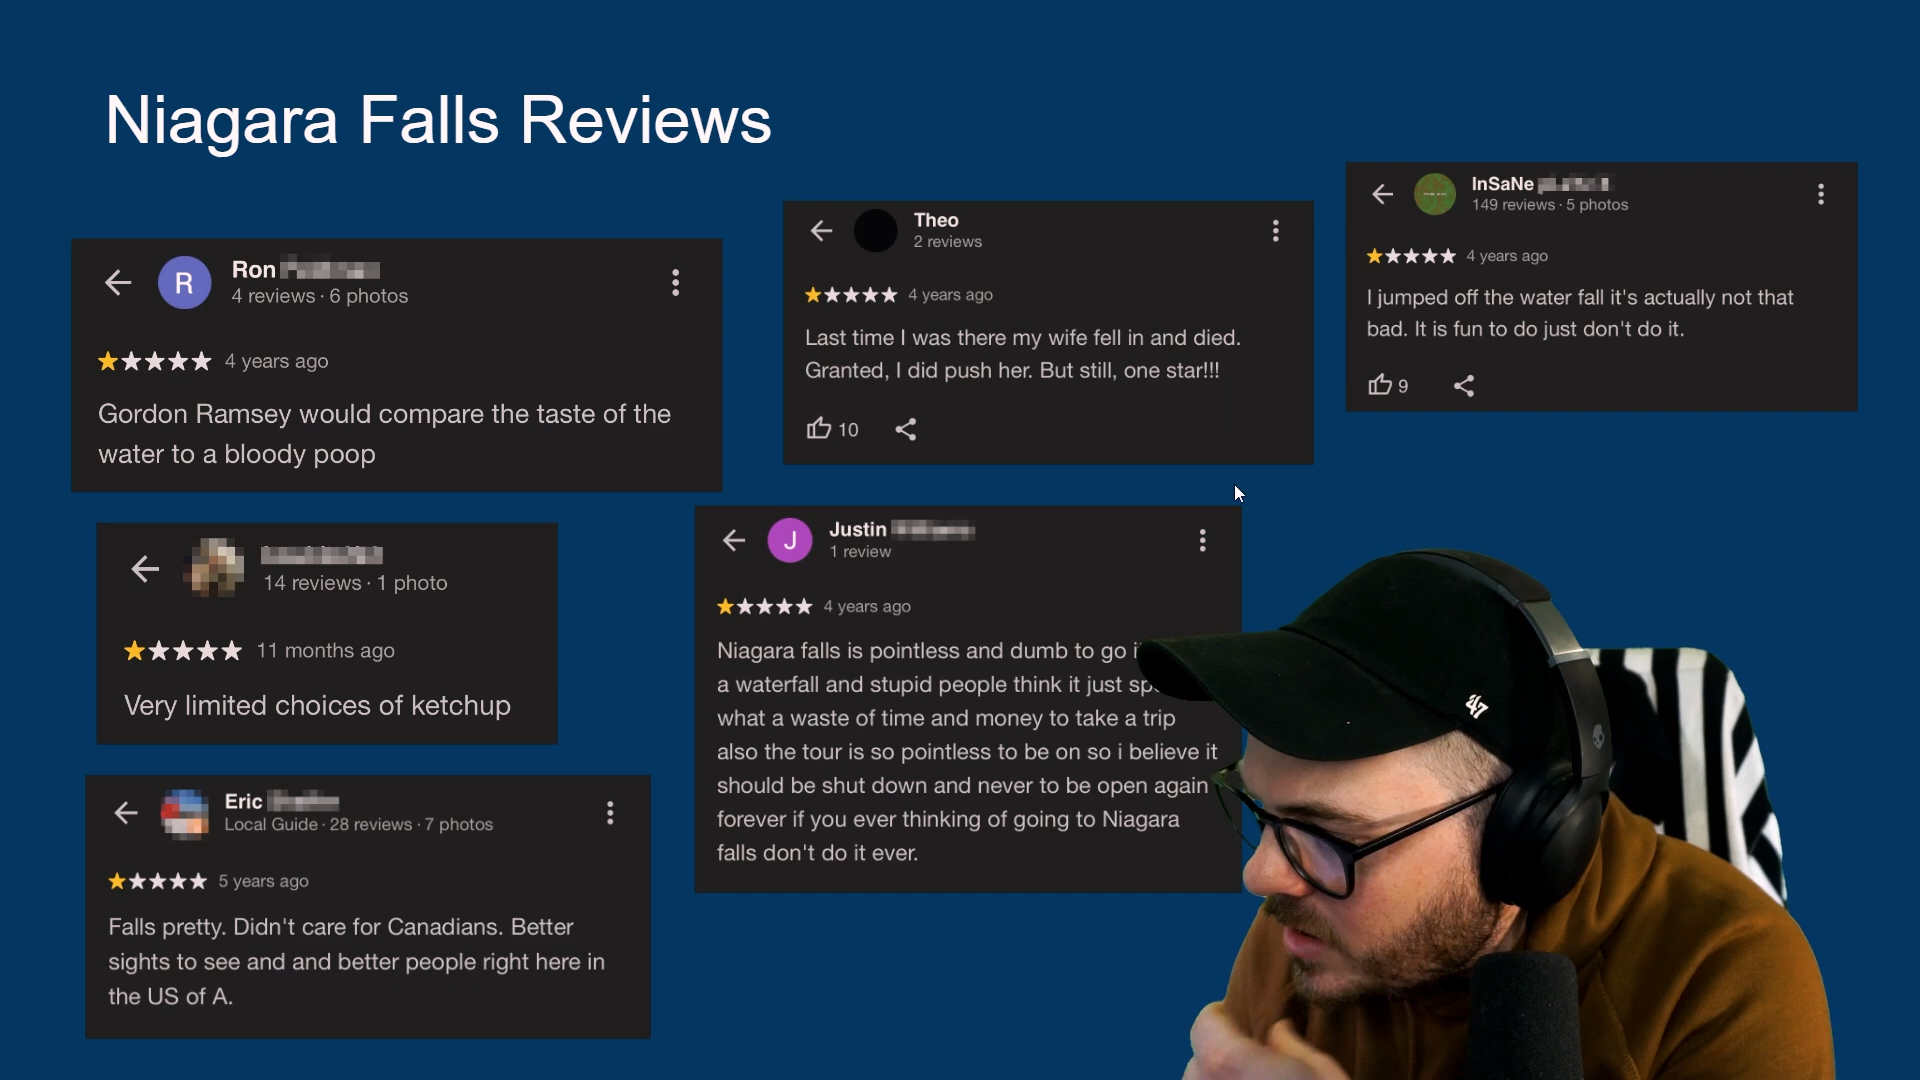 Niagara Falls Reviews
Ron
4 reviews · 6 photos
4 years ago
Gordon Ramsey would compare the taste of the
water to a bloody poop
14 reviews · 1 photo
11 months ago
Very limited choices of ketchup
Eric
Local Guide · 28 reviews · 7 photos
5 years ago
Falls pretty. Didn't care for Canadians. Better
sights to see and and better people right here in
the US of A.
Theo
2 reviews
4 years ago
Last time I was there my wife fell in and died.
Granted, I did push her. But still, one star!!!
10
Justin
1 review
4 years ago
Niagara falls is pointless and dumb to go
a waterfall and stupid people think it just
what a waste of time and money to take a trip
also the tour is so pointless to be on so i believe it
should be shut down and never to be open again
forever if you ever thinking of going to Niagara
falls don't do it ever.
InSaNe
149 reviews · 5 photos
4 years ago
I jumped off the water fall it's actually not that
bad. It is fun to do just don't do it.
9
R
J
47